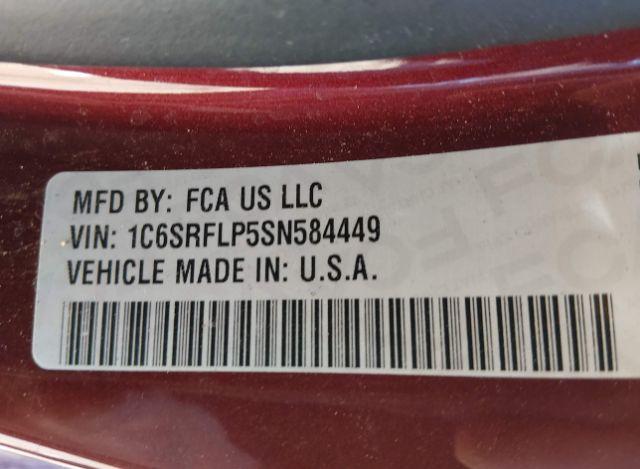 MFD BY: FCA US LLC
VIN: 1C6SRFLP5SN584449
VEHICLE MADE IN: U.S.A.